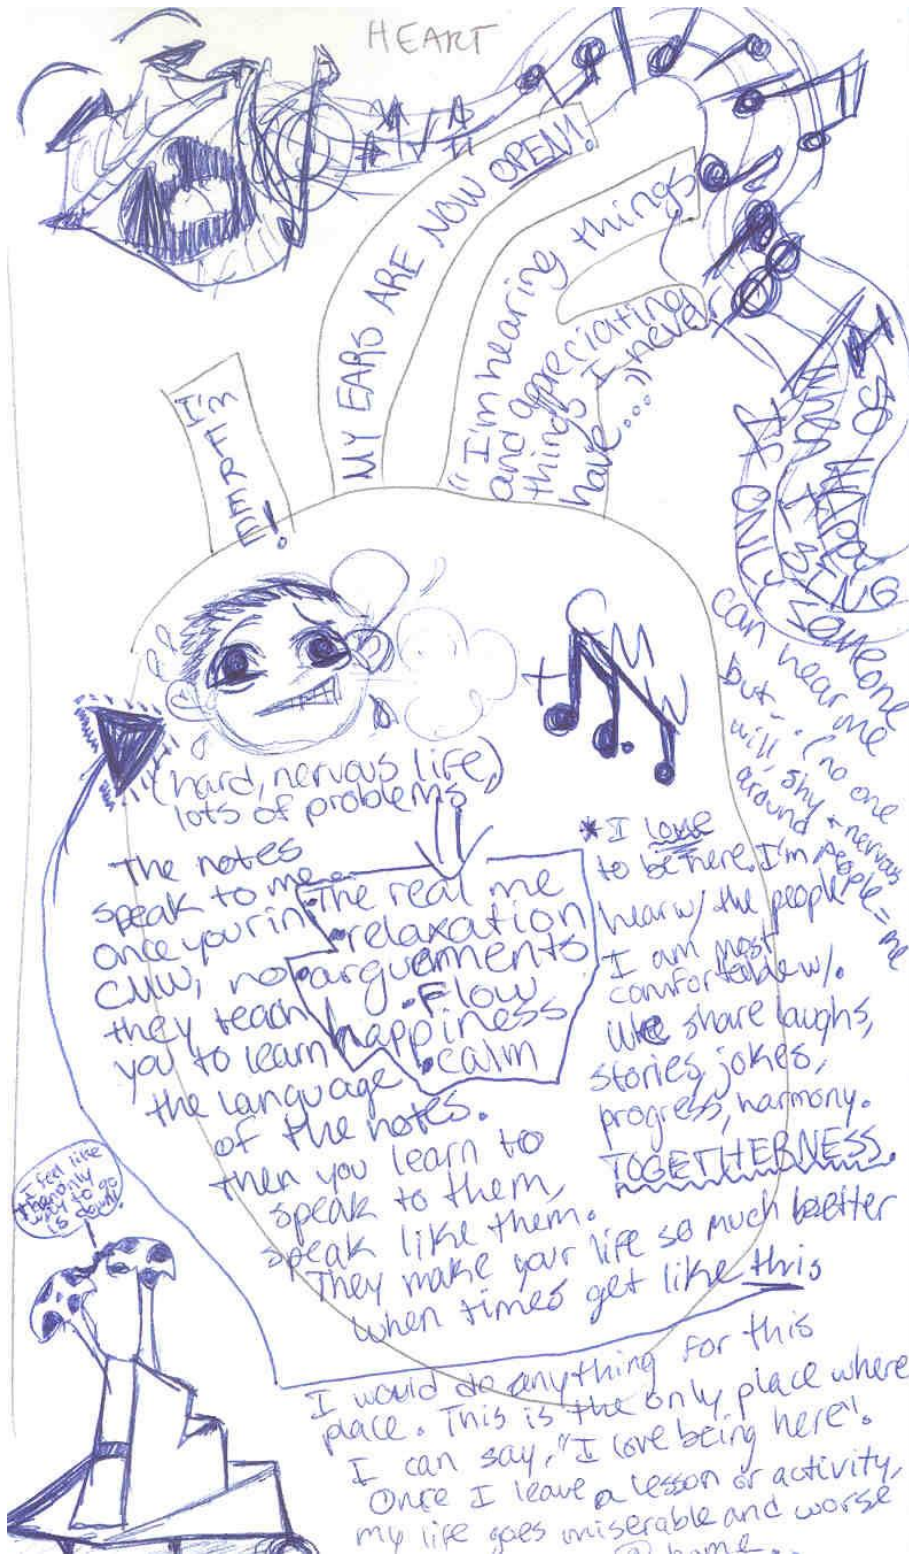 HEART
MY EARS ARE NOW OPEN!
"I'm hearing things
and appreciating
things I never
have..."
EMPTIE
!
SO HAPPY
WHEN I SING
ONLY IF
someone
can hear me
but
no one
will, shy + nervous
around
people = me
+ CMW
(hard, nervous life,)
lots of problems
The notes
speak to me
once your in
CMW, no
they teach
you to learn
the language
of the notes.
then you learn to
speak to them,
speak like them.
They make your life so much better
when times get like this
The real me
• relaxation
• arguements
• Flow
happiness
• calm
* I love
to be here. I'm
hear w/ the people
I am most
comfortable w/.
We share laughs,
stories, jokes,
progress, harmony.
TOGETHERNESS.
I feel like
the only
way to go
is down!
I would do anything for this
place. This is the only place where
I can say, "I love being here".
Once I leave a lesson or activity,
my life goes miserable and worse
@ home...